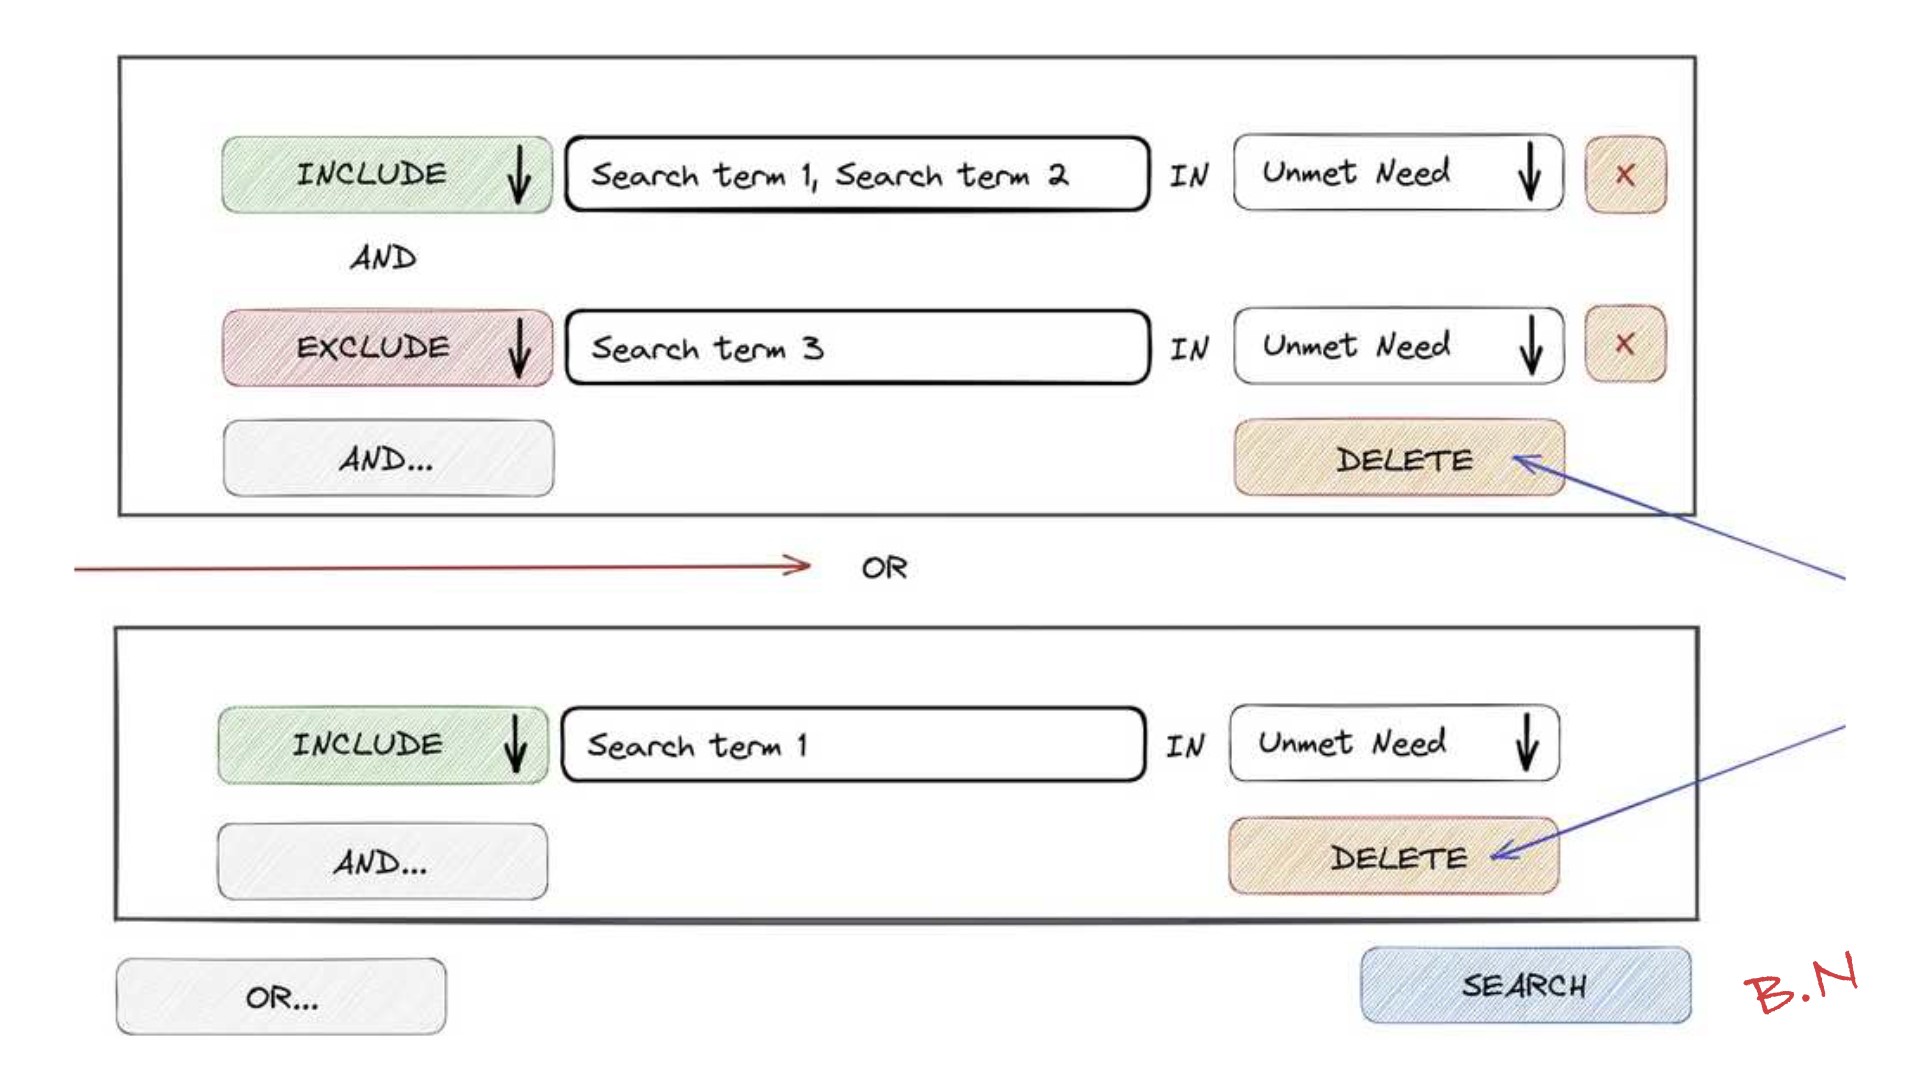 INCLUDE Search term 1, Search term 2 IN Unmet Need X
AND
EXCLUDE Search term 3 IN Unmet Need X
AND... DELETE
OR
INCLUDE Search term 1 IN Unmet Need
AND... DELETE
OR... SEARCH B.N